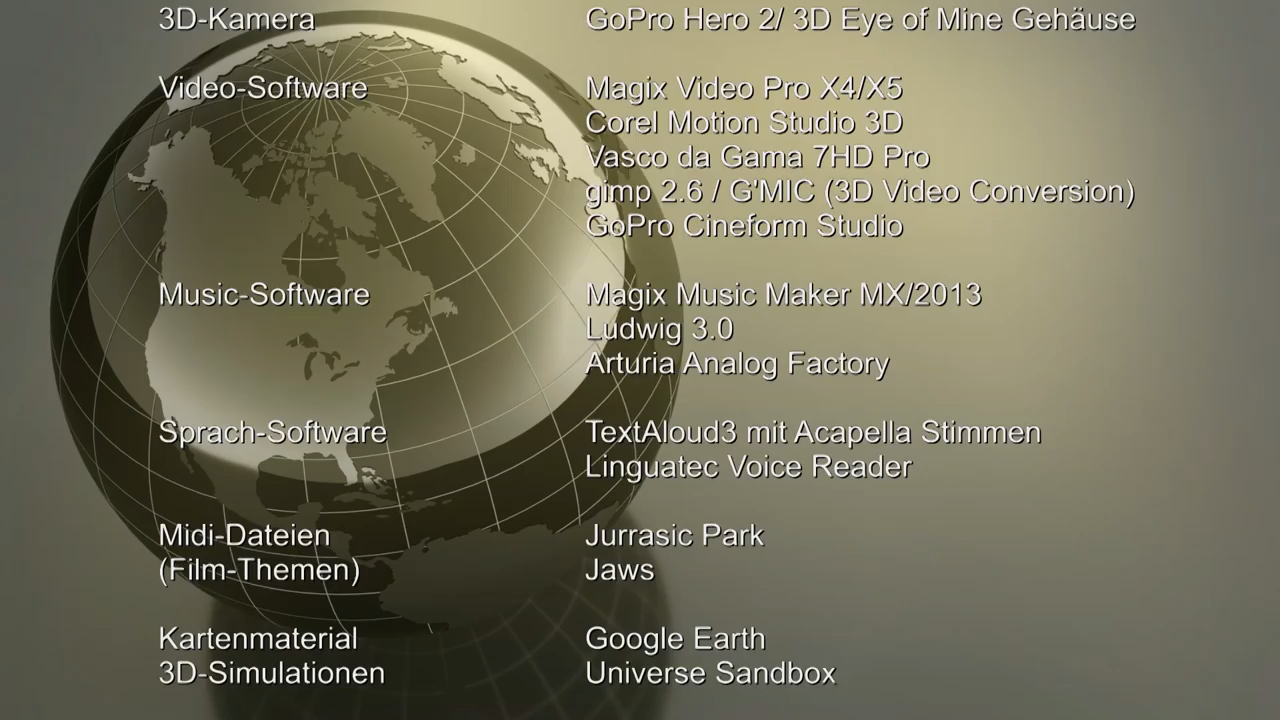 3D-Kamera GoPro Hero 2/ 3D Eye of Mine Gehäuse
Video-Software Magix Video Pro X4/X5
Corel Motion Studio 3D
Vasco da Gama 7HD Pro
gimp 2.6 / G'MIC (3D Video Conversion)
GoPro Cineform Studio
Music-Software Magix Music Maker MX/2013
Ludwig 3.0
Arturia Analog Factory
Sprach-Software TextAloud3 mit Acapella Stimmen
Linguatec Voice Reader
Midi-Dateien Jurrasic Park
(Film-Themen) Jaws
Kartenmaterial Google Earth
3D-Simulationen Universe Sandbox